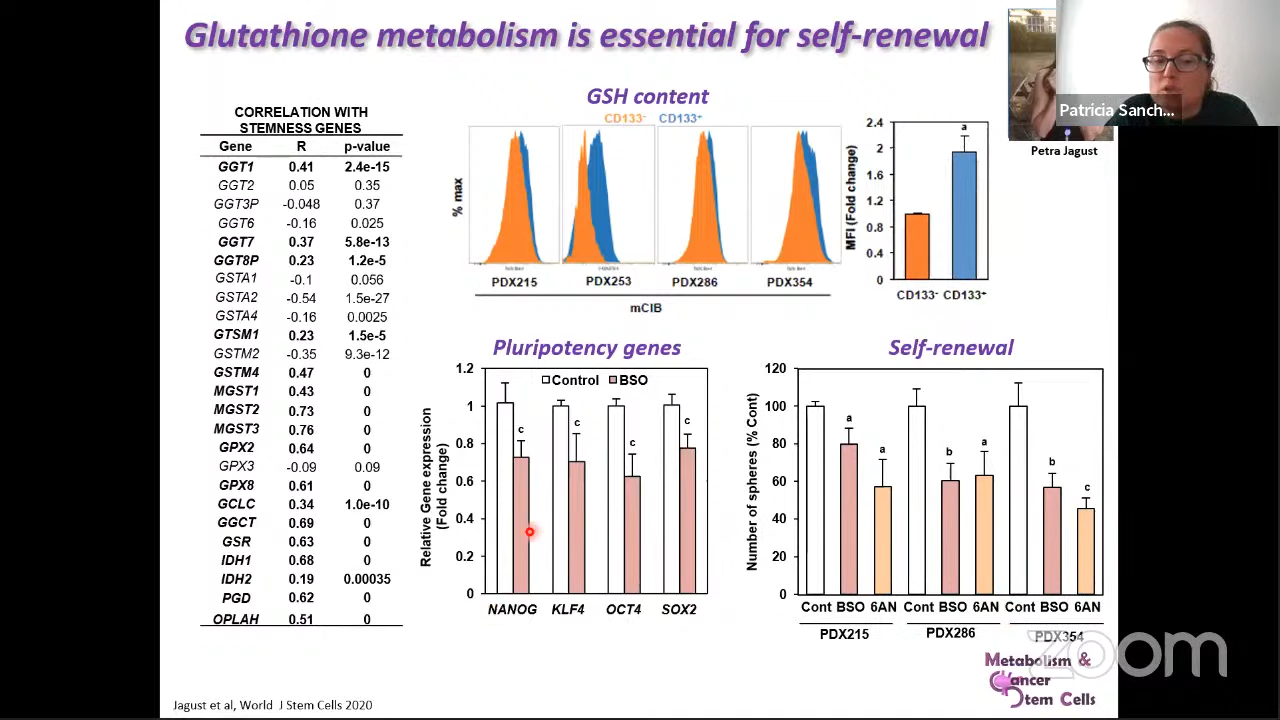 Glutathione metabolism is essential for self-renewal
Patricia Sanch...
Petra Jagust
CORRELATION WITH
STEMNESS GENES
Gene R p-value
GGT1 0.41 2.4e-15
GGT2 0.05 0.35
GGT3P -0.048 0.37
GGT6 -0.16 0.025
GGT7 0.37 5.8e-13
GGT8P 0.23 1.2e-5
GSTA1 -0.1 0.056
GSTA2 -0.54 1.5e-27
GSTA4 -0.16 0.0025
GTSM1 0.23 1.5e-5
GSTM2 -0.35 9.3e-12
GSTM4 0.47 0
MGST1 0.43 0
MGST2 0.73 0
MGST3 0.76 0
GPX2 0.64 0
GPX3 -0.09 0.09
GPX8 0.61 0
GCLC 0.34 1.0e-10
GGCT 0.69 0
GSR 0.63 0
IDH1 0.68 0
IDH2 0.19 0.00035
PGD 0.62 0
OPLAH 0.51 0
GSH content
CD133- CD133+
% max
PDX215 PDX253 PDX286 PDX354
mCIB
MFI (Fold change)
2.4
2
1.6
1.2
0.8
0.4
0
a
CD133- CD133+
Pluripotency genes
Relative Gene expression
(Fold change)
1.2
1
0.8
0.6
0.4
0.2
0
Control BSO
c c c c
NANOG KLF4 OCT4 SOX2
Self-renewal
Number of spheres (% Cont)
120
100
80
60
40
20
0
a a b a b c
Cont BSO 6AN Cont BSO 6AN Cont BSO 6AN
PDX215 PDX286 PDX354
zoom
Metabolism &
Cancer
Stem Cells
Jagust et al, World J Stem Cells 2020